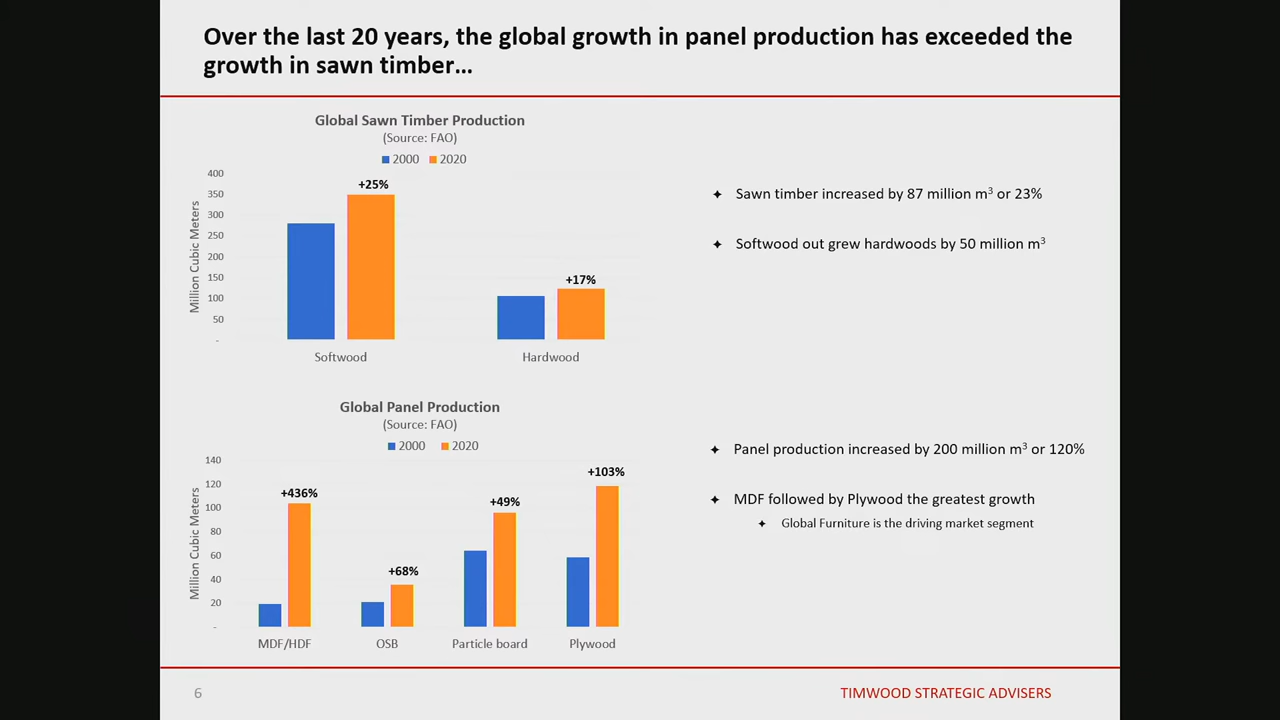 Over the last 20 years, the global growth in panel production has exceeded the
growth in sawn timber…
Global Sawn Timber Production
(Source: FAO)
2000 2020
Million Cubic Meters
400
350
300
250
200
150
100
50
-
+25%
+17%
Softwood Hardwood
✦ Sawn timber increased by 87 million m³ or 23%
✦ Softwood out grew hardwoods by 50 million m³
Global Panel Production
(Source: FAO)
2000 2020
Million Cubic Meters
140
120
100
80
60
40
20
-
+436%
+68%
+49%
+103%
MDF/HDF OSB Particle board Plywood
✦ Panel production increased by 200 million m³ or 120%
✦ MDF followed by Plywood the greatest growth
✦ Global Furniture is the driving market segment
6
TIMWOOD STRATEGIC ADVISERS